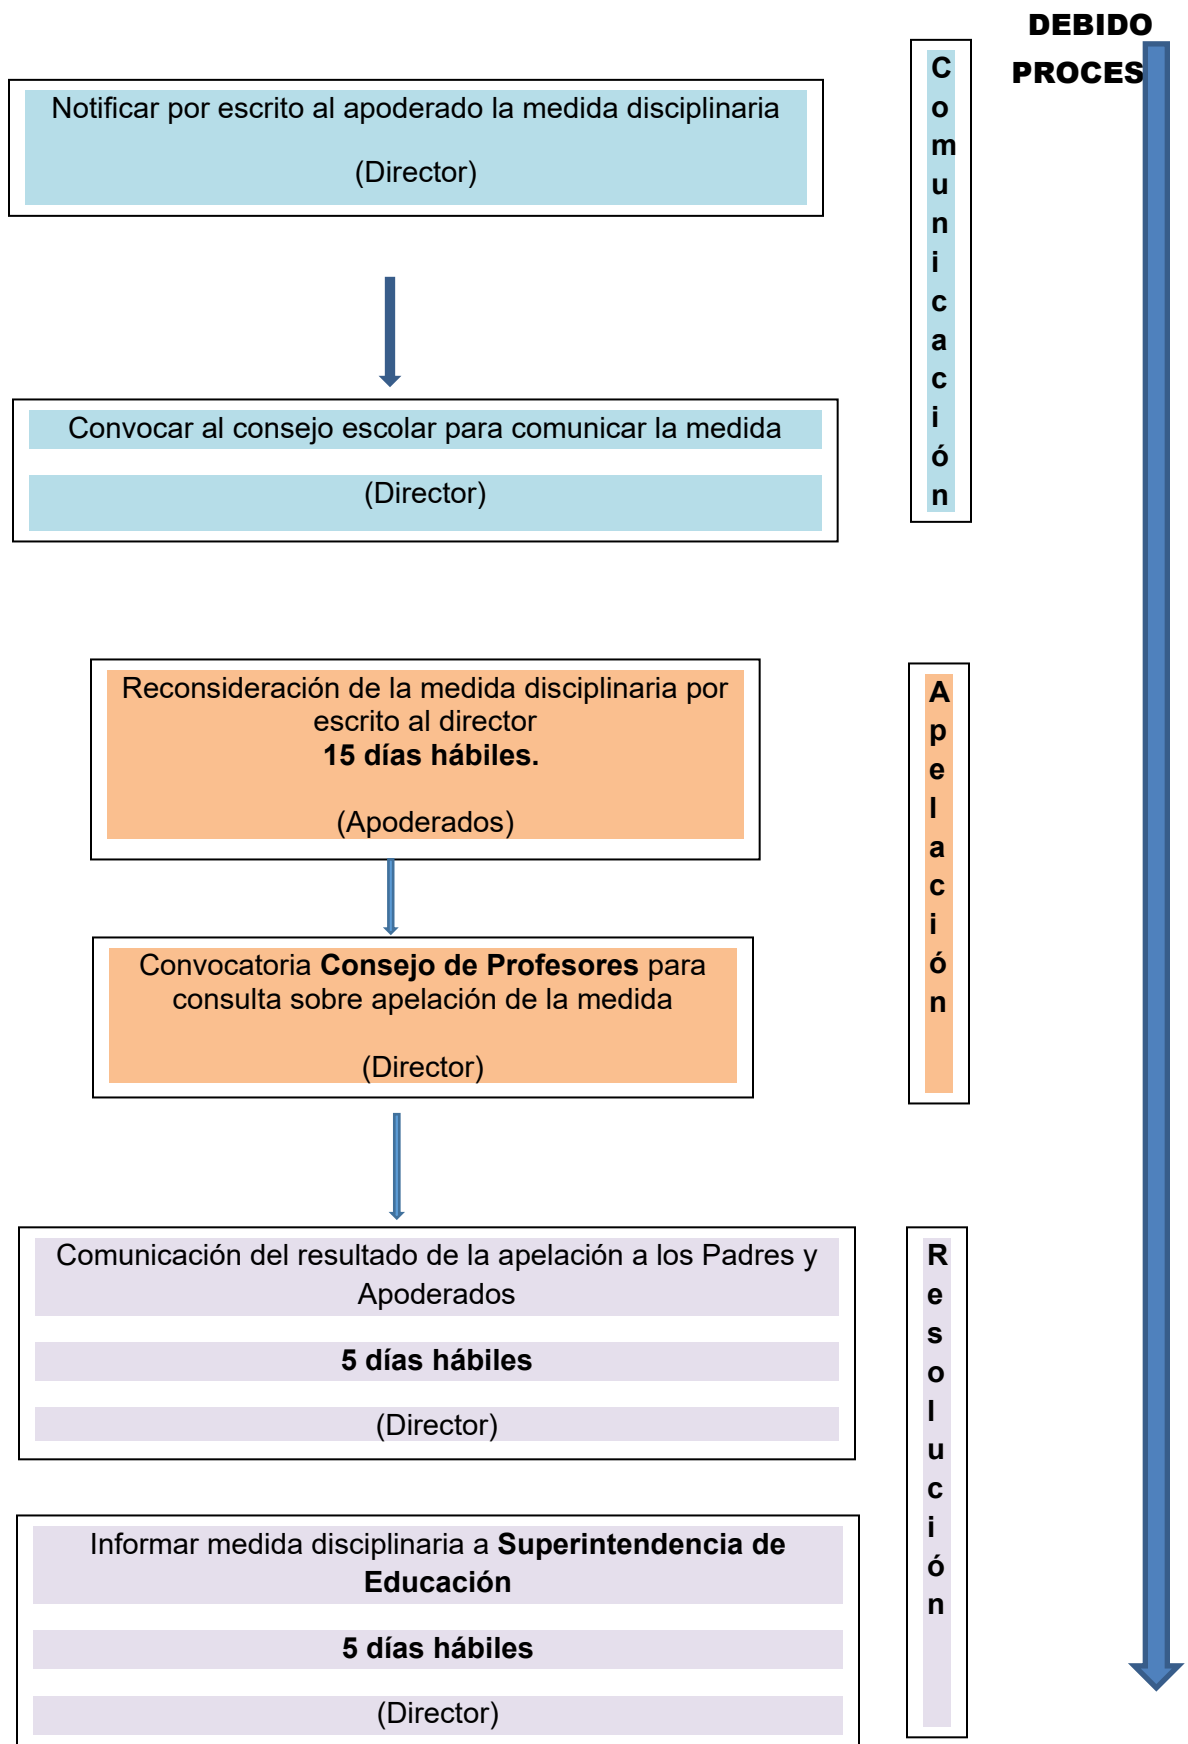 DEBIDO
PROCES
Notificar por escrito al apoderado la medida disciplinaria
(Director)
Convocar al consejo escolar para comunicar la medida
(Director)
Comunicación
Reconsideración de la medida disciplinaria por
escrito al director
15 días hábiles.
(Apoderados)
Convocatoria Consejo de Profesores para
consulta sobre apelación de la medida
(Director)
Apelación
Comunicación del resultado de la apelación a los Padres y
Apoderados
5 días hábiles
(Director)
Informar medida disciplinaria a Superintendencia de
Educación
5 días hábiles
(Director)
Resolución